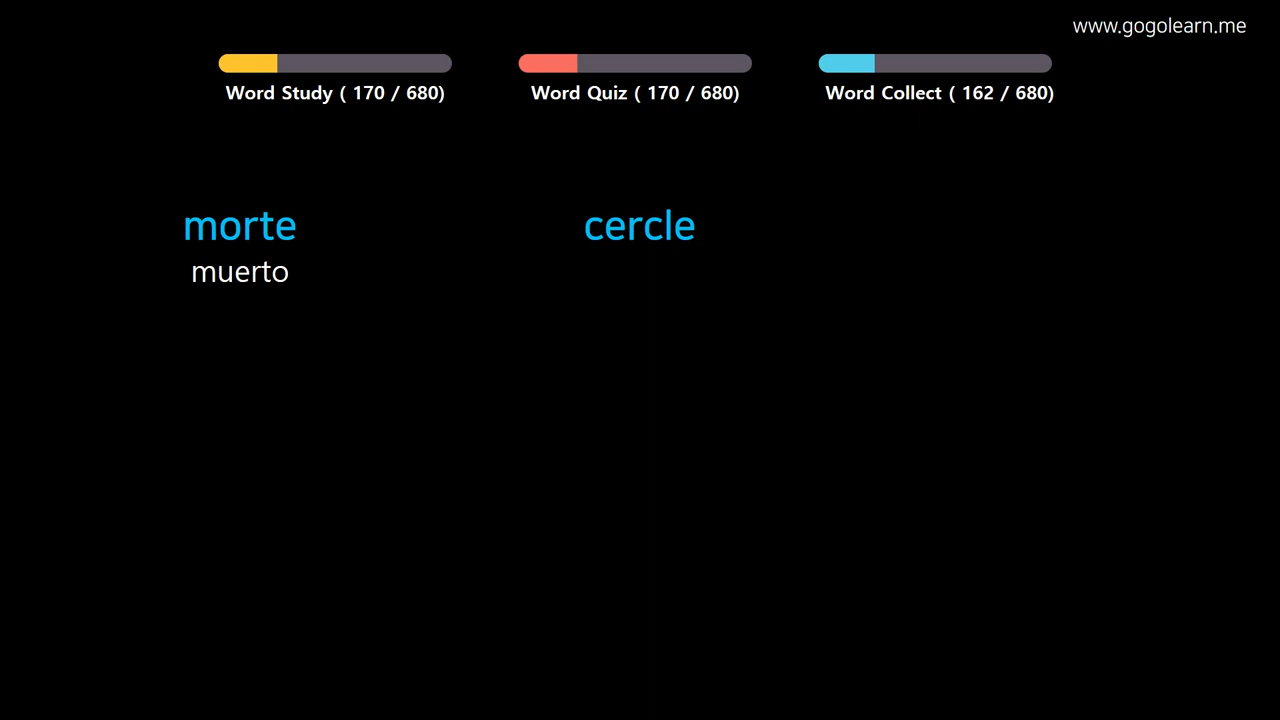 www.gogolearn.me
Word Study ( 170 / 680)
Word Quiz ( 170 / 680)
Word Collect ( 162 / 680)
morte
cercle
muerto